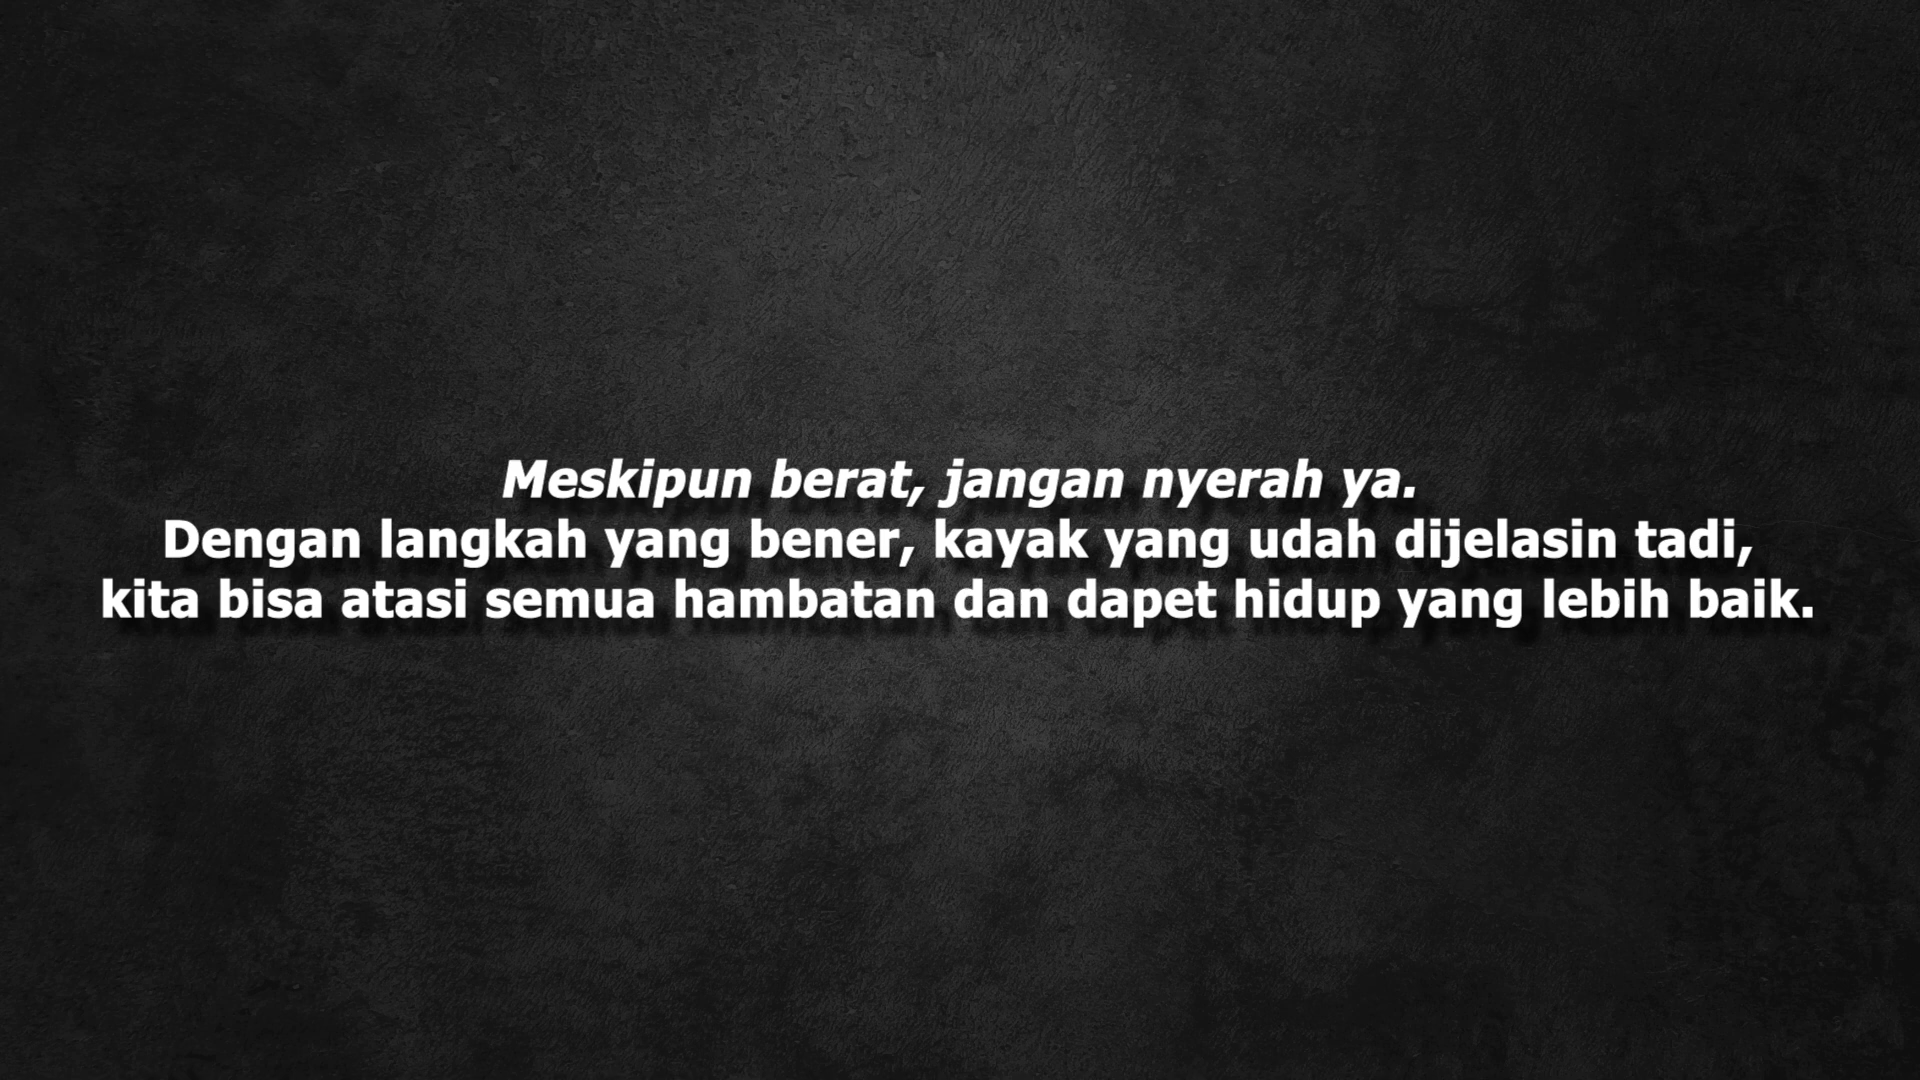 Meskipun berat, jangan nyerah ya.
Dengan langkah yang bener, kayak yang udah dijelasin tadi,
kita bisa atasi semua hambatan dan dapet hidup yang lebih baik.